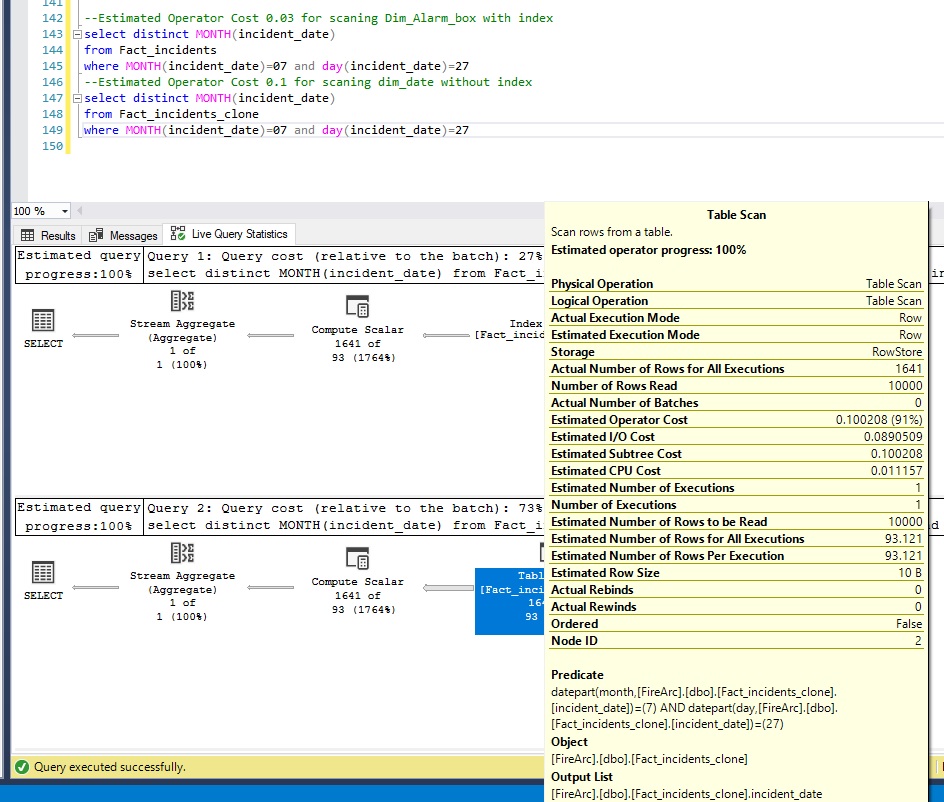 141
142 --Estimated Operator Cost 0.03 for scaning Dim_Alarm_box with index
143 select distinct MONTH(incident_date)
144 from Fact_incidents
145 where MONTH(incident_date)=07 and day(incident_date)=27
146 --Estimated Operator Cost 0.1 for scaning dim_date without index
147 select distinct MONTH(incident_date)
148 from Fact_incidents_clone
149 where MONTH(incident_date)=07 and day(incident_date)=27
150
100 %
Results Messages Live Query Statistics
Estimated query progress:100%
Query 1: Query cost (relative to the batch): 27%
select distinct MONTH(incident_date) from Fact_i
SELECT
Stream Aggregate
(Aggregate)
1 of
1 (100%)
Compute Scalar
1641 of
93 (1764%)
Index
[Fact_incid
Estimated query progress:100%
Query 2: Query cost (relative to the batch): 73%
select distinct MONTH(incident_date) from Fact_i
SELECT
Stream Aggregate
(Aggregate)
1 of
1 (100%)
Compute Scalar
1641 of
93 (1764%)
Tabl
[Fact_inci
16
93
Table Scan
Scan rows from a table.
Estimated operator progress: 100%
Physical Operation Table Scan
Logical Operation Table Scan
Actual Execution Mode Row
Estimated Execution Mode Row
Storage RowStore
Actual Number of Rows for All Executions 1641
Number of Rows Read 10000
Actual Number of Batches 0
Estimated Operator Cost 0.100208 (91%)
Estimated I/O Cost 0.0890509
Estimated Subtree Cost 0.100208
Estimated CPU Cost 0.011157
Estimated Number of Executions 1
Number of Executions 1
Estimated Number of Rows to be Read 10000
Estimated Number of Rows for All Executions 93.121
Estimated Number of Rows Per Execution 93.121
Estimated Row Size 10 B
Actual Rebinds 0
Actual Rewinds 0
Ordered False
Node ID 2
Predicate
datepart(month,[FireArc].[dbo].[Fact_incidents_clone].
[incident_date])=(7) AND datepart(day,[FireArc].[dbo].
[Fact_incidents_clone].[incident_date])=(27)
Object
[FireArc].[dbo].[Fact_incidents_clone]
Output List
[FireArc].[dbo].[Fact_incidents_clone].incident_date
Query executed successfully.